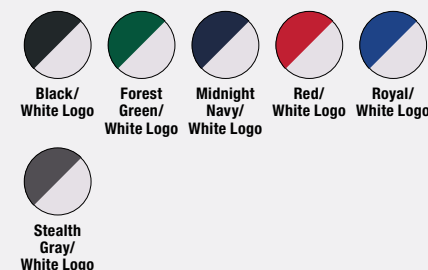 Black/
White Logo
Forest
Green/
White Logo
Midnight
Navy/
White Logo
Red/
White Logo
Royal/
White Logo
Stealth
Gray/
White Logo